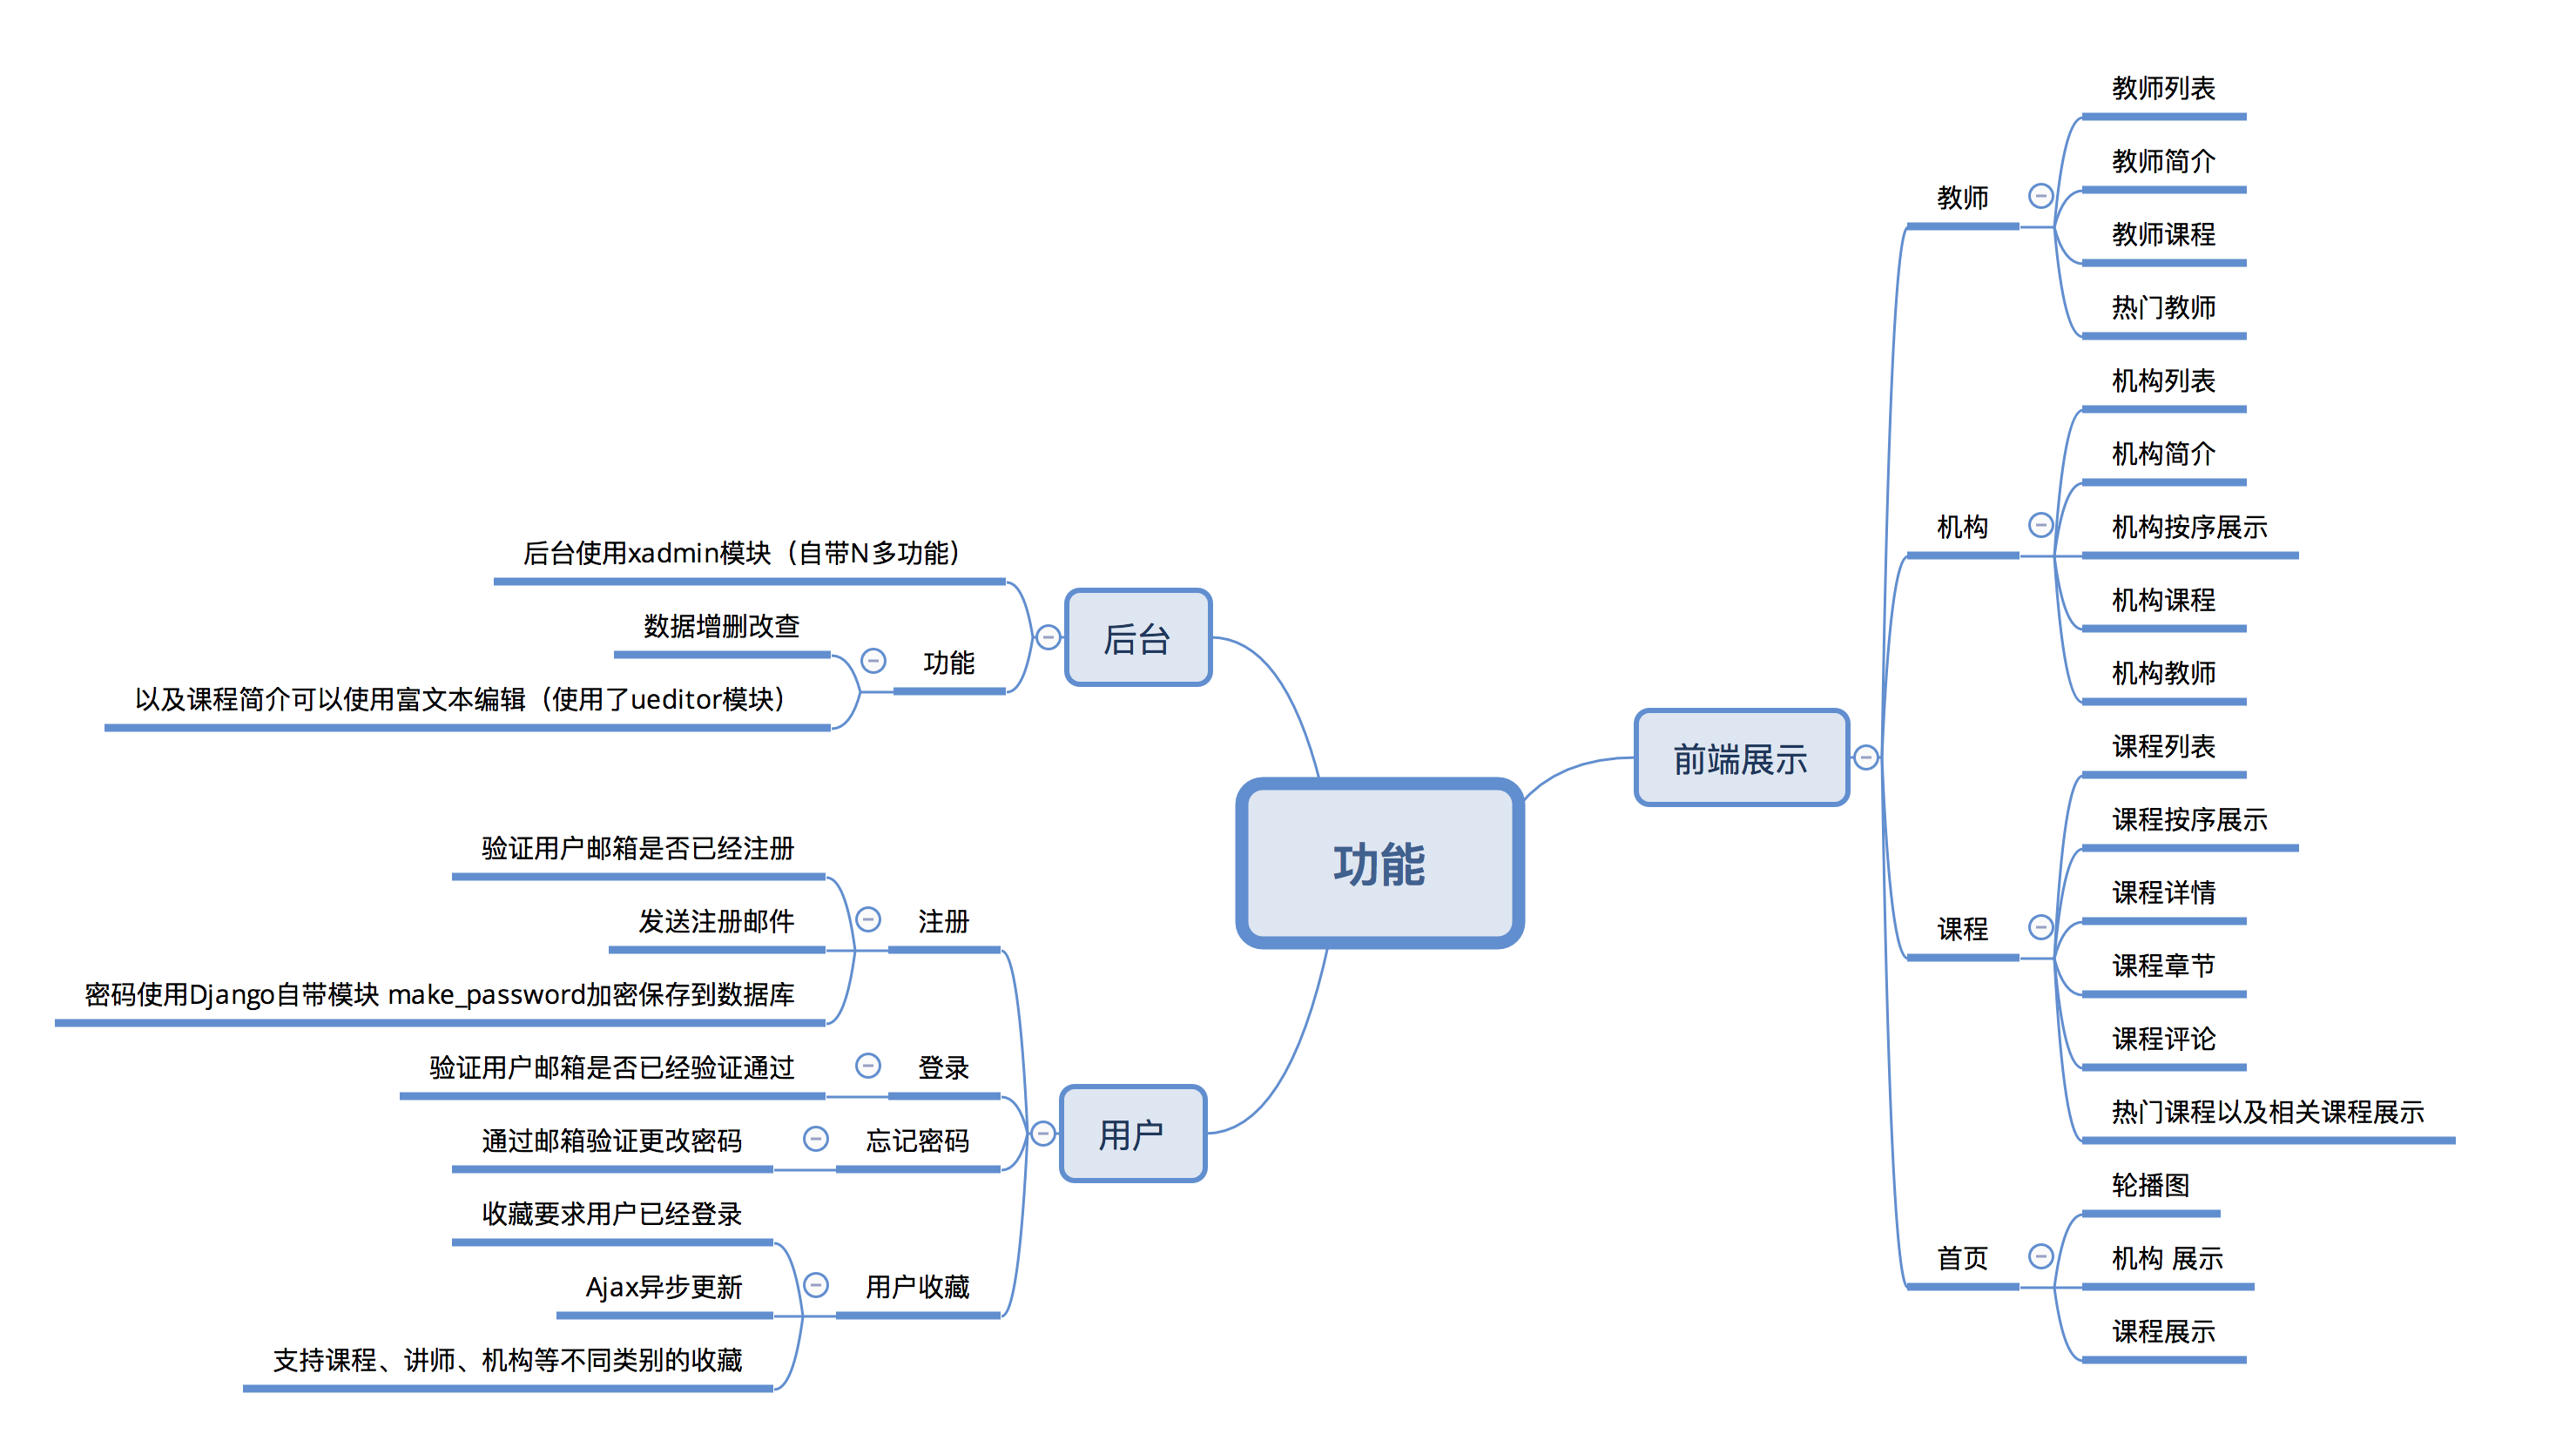 功能
前端展示
教师
教师列表
教师简介
教师课程
热门教师
机构
机构列表
机构简介
机构按序展示
机构课程
机构教师
课程
课程列表
课程按序展示
课程详情
课程章节
课程评论
热门课程以及相关课程展示
首页
轮播图
机构 展示
课程展示
后台
后台使用xadmin模块（自带N多功能）
功能
数据增删改查
以及课程简介可以使用富文本编辑（使用了ueditor模块）
用户
注册
验证用户邮箱是否已经注册
发送注册邮件
密码使用Django自带模块 make_password加密保存到数据库
登录
验证用户邮箱是否已经验证通过
忘记密码
通过邮箱验证更改密码
用户收藏
收藏要求用户已经登录
Ajax异步更新
支持课程、讲师、机构等不同类别的收藏